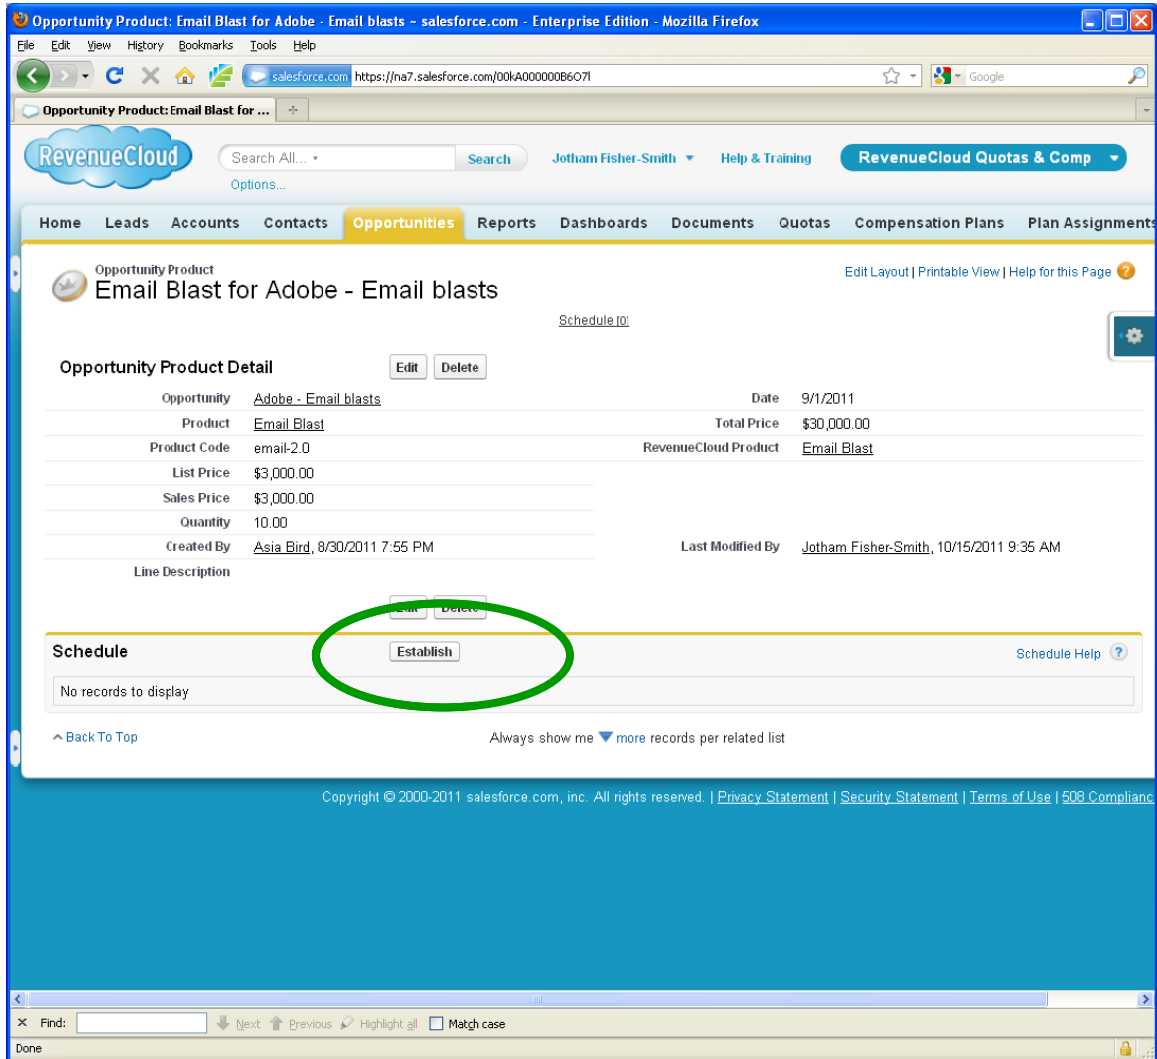 Opportunity Product: Email Blast for Adobe - Email blasts ~ salesforce.com - Enterprise Edition - Mozilla Firefox
File Edit View History Bookmarks Tools Help
salesforce.com https://na7.salesforce.com/00kA000000B6O7l Google
Opportunity Product: Email Blast for ...
RevenueCloud Search All... Search Jotham Fisher-Smith Help & Training RevenueCloud Quotas & Comp
Options...
Home Leads Accounts Contacts Opportunities Reports Dashboards Documents Quotas Compensation Plans Plan Assignments
Opportunity Product
Email Blast for Adobe - Email blasts
Edit Layout | Printable View | Help for this Page ?
Schedule [0]
Opportunity Product Detail Edit Delete
Opportunity Adobe - Email blasts Date 9/1/2011
Product Email Blast Total Price $30,000.00
Product Code email-2.0 RevenueCloud Product Email Blast
List Price $3,000.00
Sales Price $3,000.00
Quantity 10.00
Created By Asia Bird, 8/30/2011 7:55 PM Last Modified By Jotham Fisher-Smith, 10/15/2011 9:35 AM
Line Description
Edit Delete
Schedule Establish Schedule Help ?
No records to display
Back To Top Always show me more records per related list
Copyright © 2000-2011 salesforce.com, inc. All rights reserved. | Privacy Statement | Security Statement | Terms of Use | 508 Complianc
× Find: Next Previous Highlight all Match case
Done